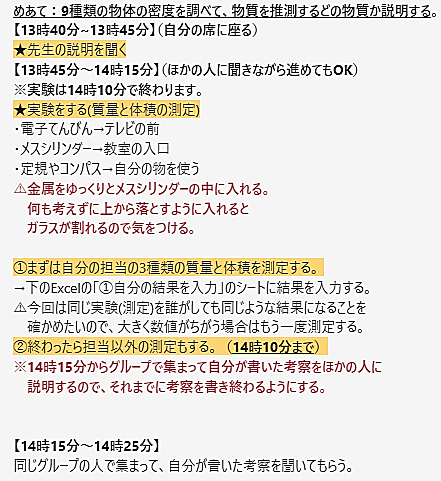 めあて：9種類の物体の密度を調べて、物質を推測するどの物質か説明する。
【13時40分~13時45分】（自分の席に座る）
★先生の説明を聞く
【13時45分～14時15分】（ほかの人に聞きながら進めてもOK）
※実験は14時10分で終わります。
★実験をする(質量と体積の測定)
・電子てんびん→テレビの前
・メスシリンダー→教室の入口
・定規やコンパス→自分の物を使う
⚠金属をゆっくりとメスシリンダーの中に入れる。
何も考えずに上から落とすように入れると
ガラスが割れるので気をつける。
①まずは自分の担当の3種類の質量と体積を測定する。
→下のExcelの「①自分の結果を入力」のシートに結果を入力する。
⚠今回は同じ実験(測定)を誰がしても同じような結果になることを
確かめたいので、大きく数値がちがう場合はもう一度測定する。
②終わったら担当以外の測定もする。（14時10分まで）
※14時15分からグループで集まって自分が書いた考察をほかの人に
説明するので、それまでに考察を書き終わるようにする。
【14時15分～14時25分】
同じグループの人で集まって、自分が書いた考察を聞いてもらう。